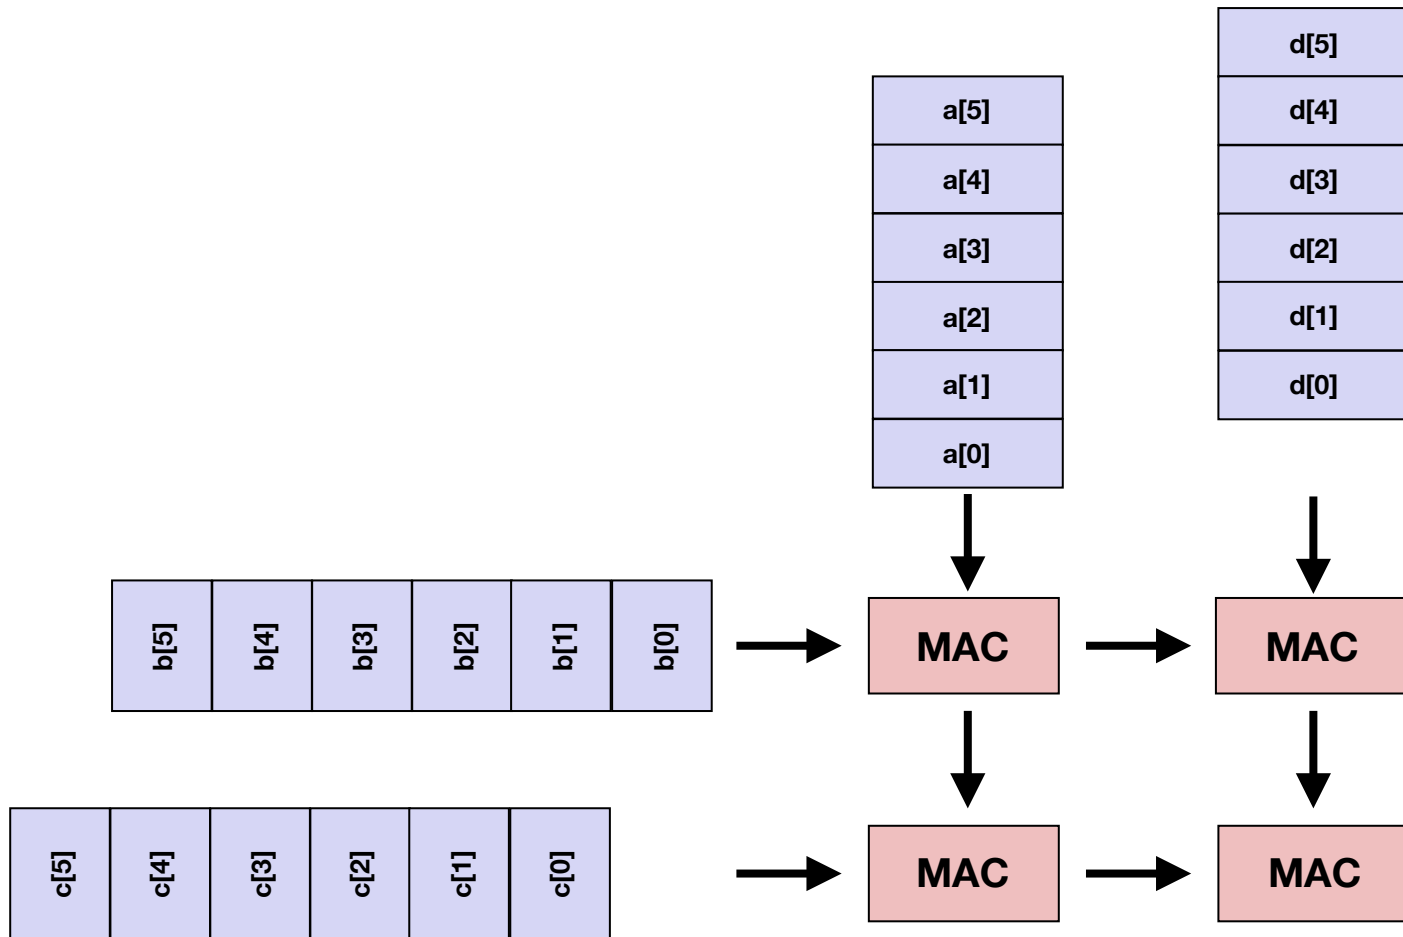 d[5]
a[5]
d[4]
a[4]
d[3]
a[3]
d[2]
a[2]
d[1]
a[1]
d[0]
a[0]
b[5] b[4] b[3] b[2] b[1] b[0]
MAC MAC
c[5] c[4] c[3] c[2] c[1] c[0]
MAC MAC